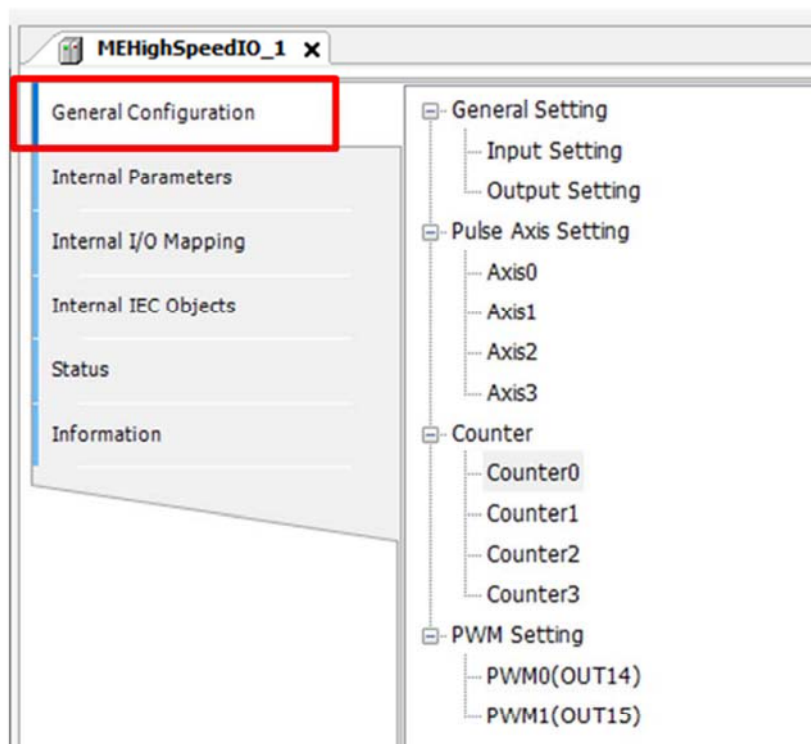 MEHighSpeedIO_1 x
General Configuration
Internal Parameters
Internal I/O Mapping
Internal IEC Objects
Status
Information
General Setting
Input Setting
Output Setting
Pulse Axis Setting
Axis0
Axis1
Axis2
Axis3
Counter
Counter0
Counter1
Counter2
Counter3
PWM Setting
PWM0(OUT14)
PWM1(OUT15)